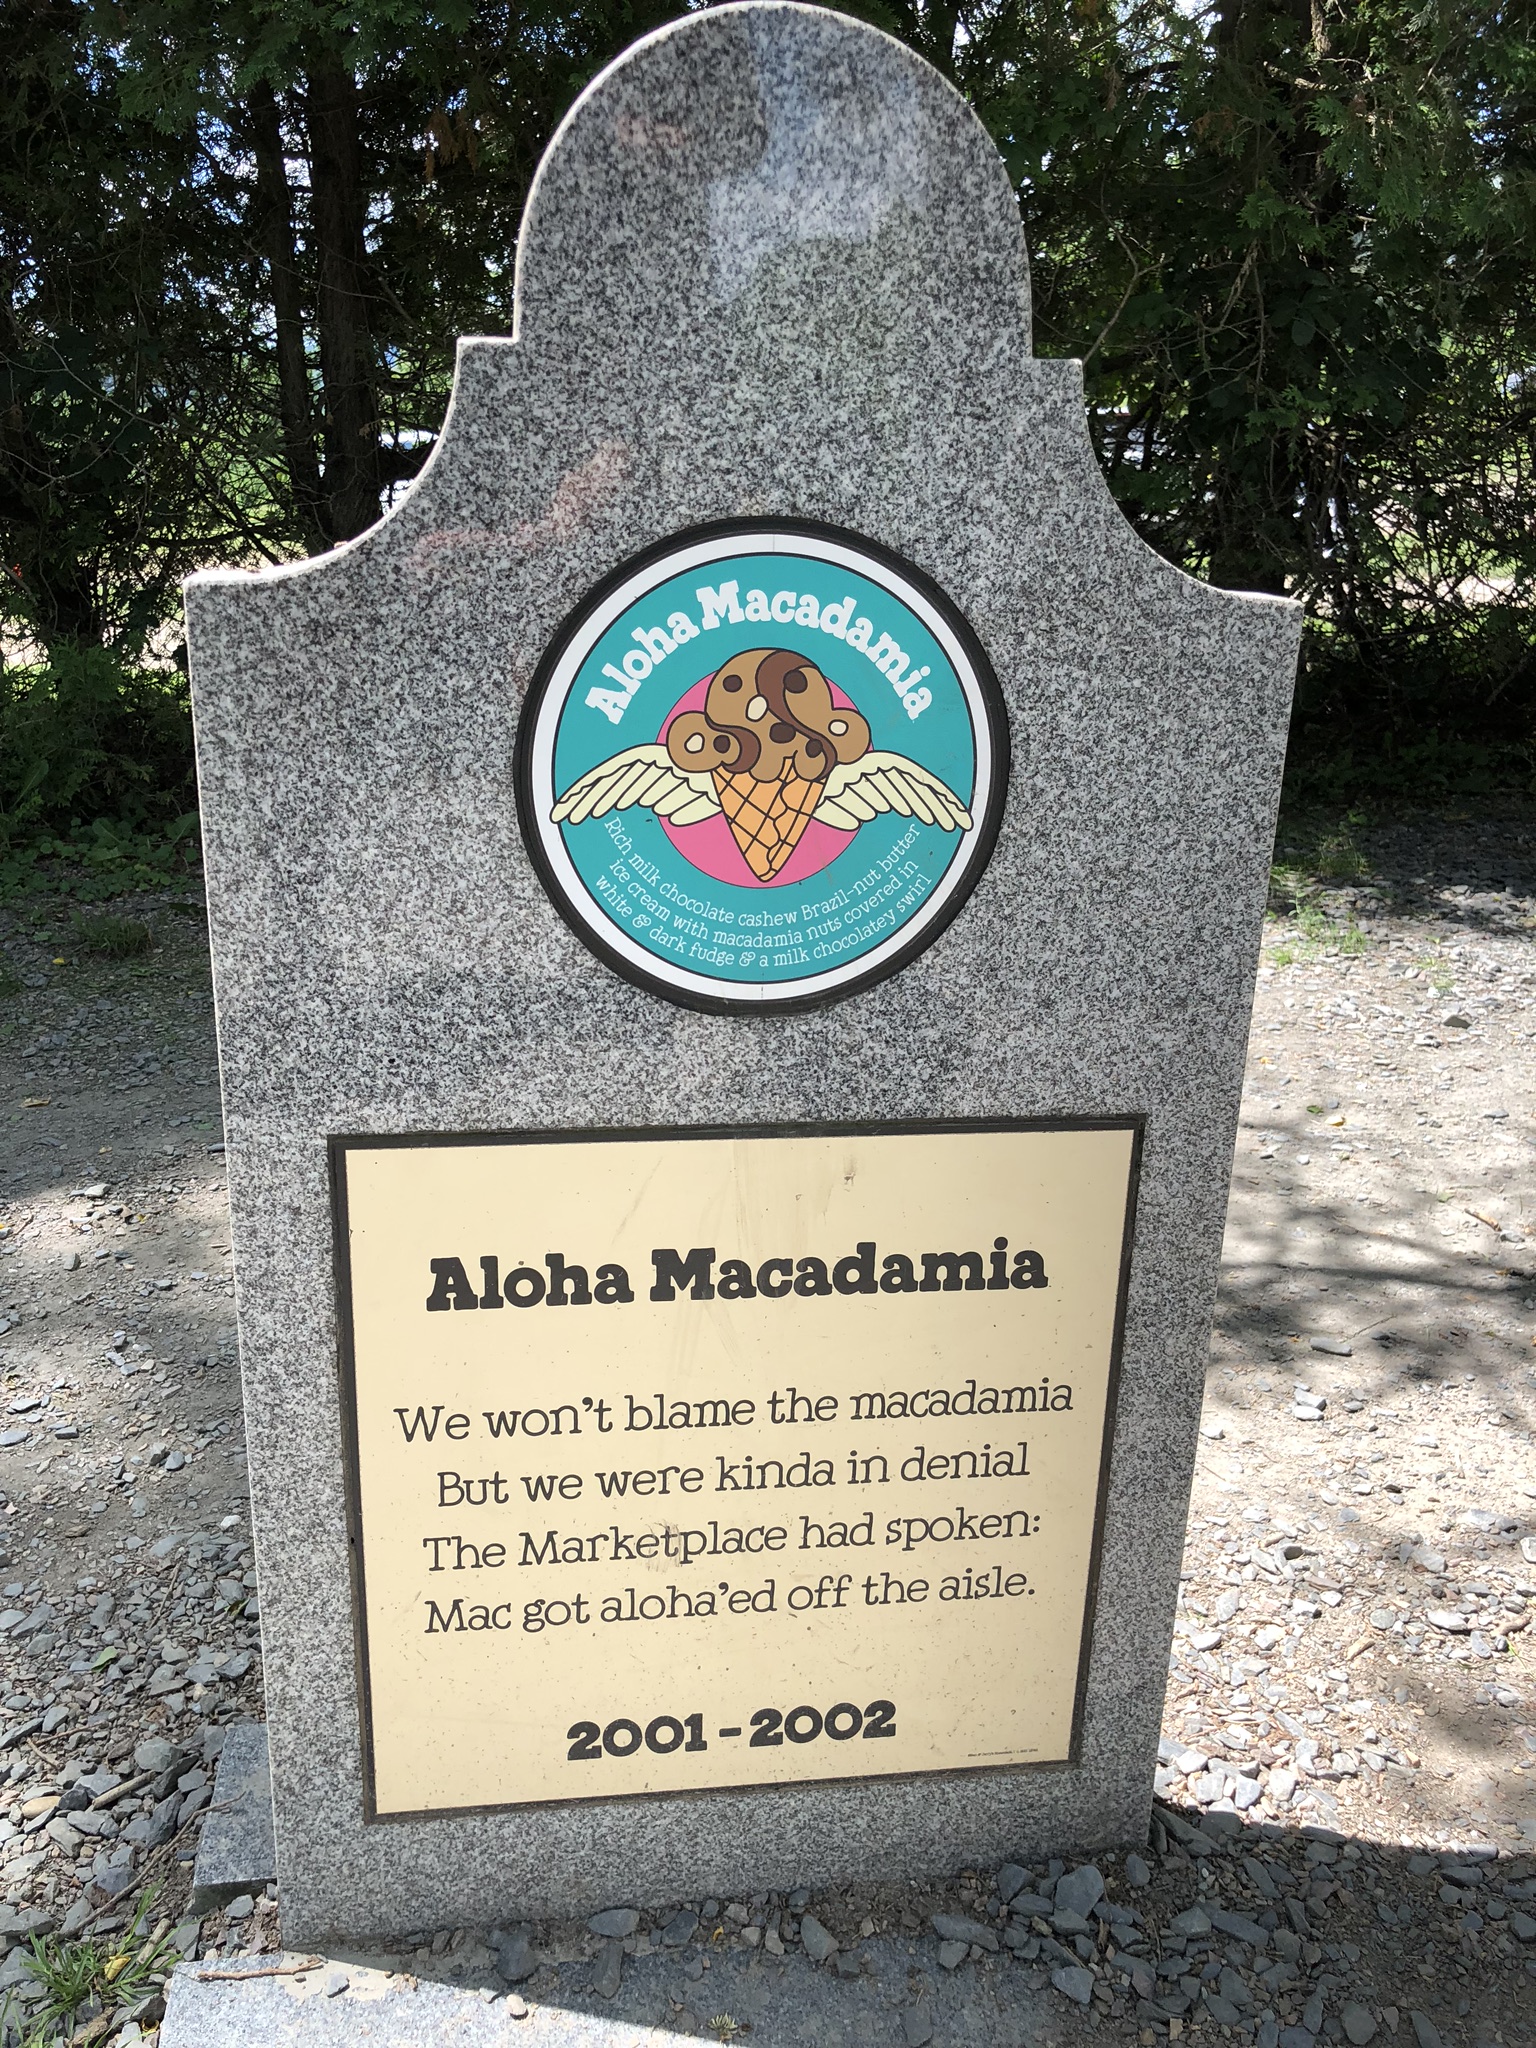 Aloha Macadamia
Rich milk chocolate cashew Brazil-nut butter
ice cream with macadamia nuts covered in
white & dark fudge & a milk chocolatey swirl
Aloha Macadamia
We won't blame the macadamia
But we were kinda in denial
The Marketplace had spoken:
Mac got aloha'ed off the aisle.
2001 - 2002